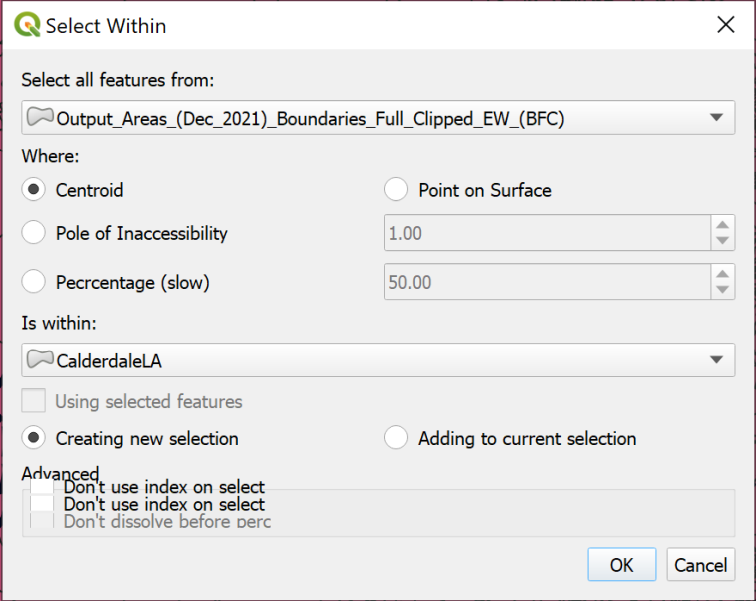 Select Within
Select all features from:
Output_Areas_(Dec_2021)_Boundaries_Full_Clipped_EW_(BFC)
Where:
Centroid
Point on Surface
Pole of Inaccessibility
1.00
Pecrcentage (slow)
50.00
Is within:
CalderdaleLA
Using selected features
Creating new selection
Adding to current selection
Advanced
Don't use index on select
Don't use index on select
Don't dissolve before perc
OK
Cancel